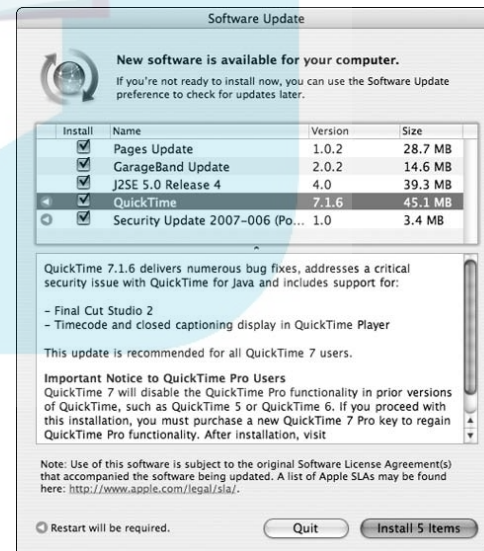 Software Update
New software is available for your computer.
If you're not ready to install now, you can use the Software Update
preference to check for updates later.
Install Name Version Size
Pages Update 1.0.2 28.7 MB
GarageBand Update 2.0.2 14.6 MB
J2SE 5.0 Release 4 4.0 39.3 MB
QuickTime 7.1.6 45.1 MB
Security Update 2007-006 (Po... 1.0 3.4 MB
QuickTime 7.1.6 delivers numerous bug fixes, addresses a critical
security issue with QuickTime for Java and includes support for:
- Final Cut Studio 2
- Timecode and closed captioning display in QuickTime Player
This update is recommended for all QuickTime 7 users.
Important Notice to QuickTime Pro Users
QuickTime 7 will disable the QuickTime Pro functionality in prior versions
of QuickTime, such as QuickTime 5 or QuickTime 6. If you proceed with
this installation, you must purchase a new QuickTime 7 Pro key to regain
QuickTime Pro functionality. After installation, visit
Note: Use of this software is subject to the original Software License Agreement(s)
that accompanied the software being updated. A list of Apple SLAs may be found
here: http://www.apple.com/legal/sla/.
Restart will be required.
Quit
Install 5 Items